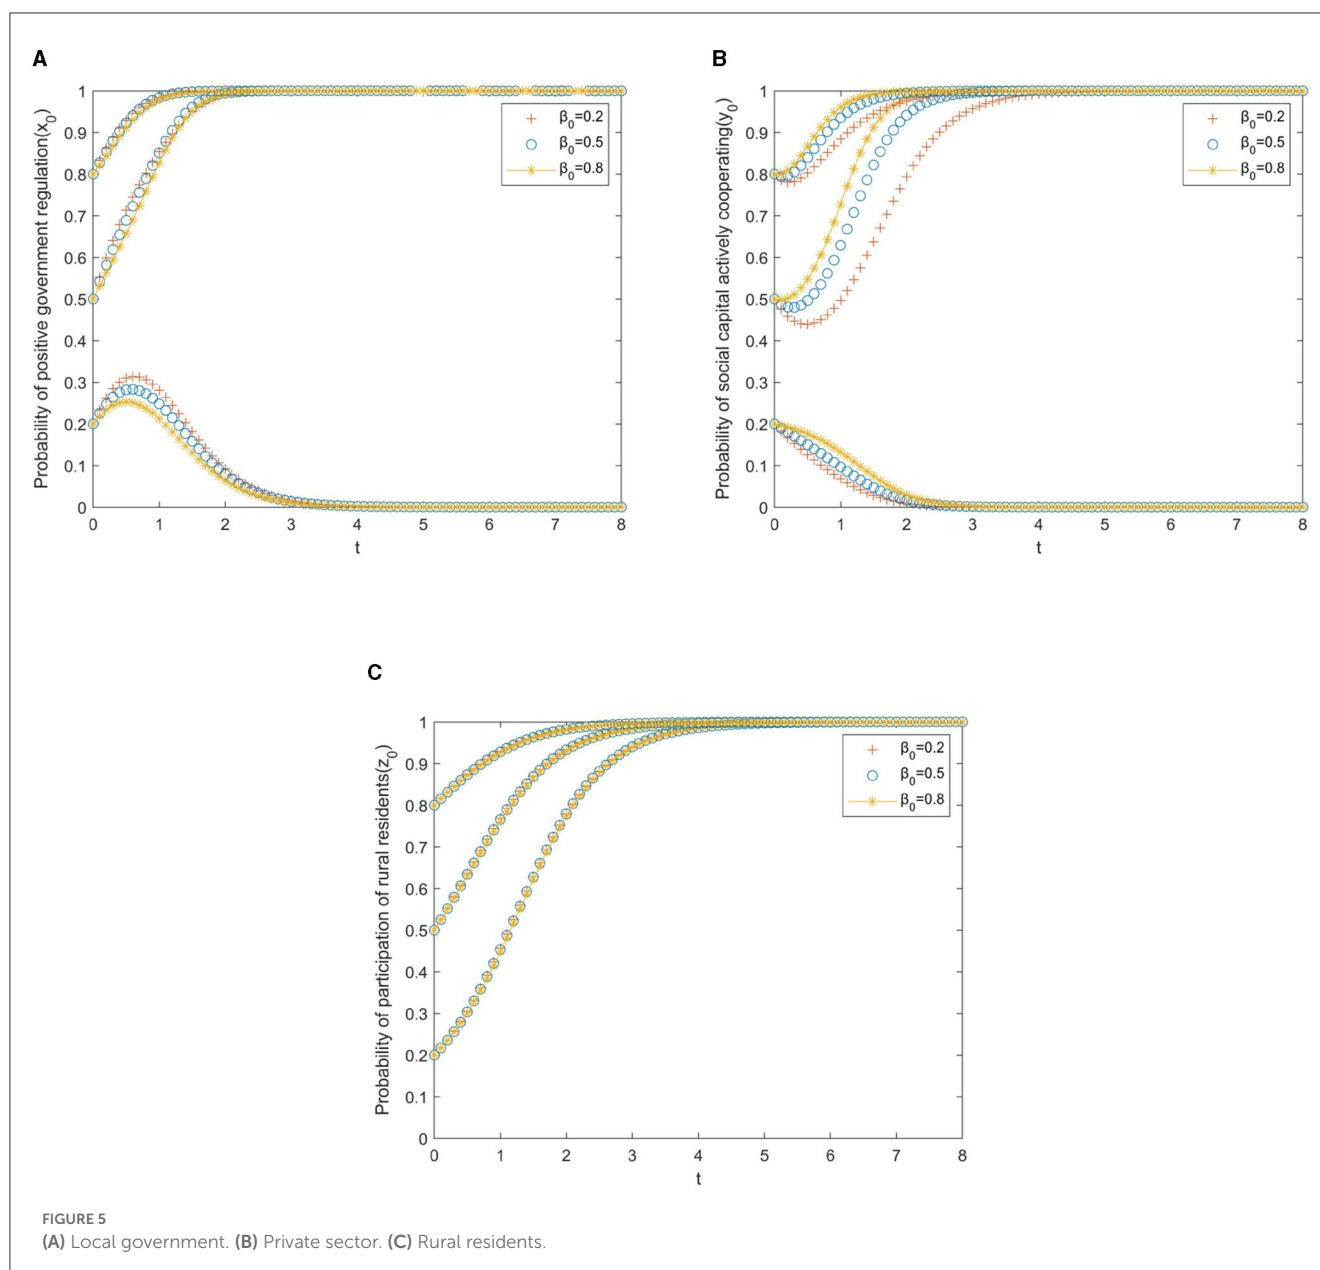 A
Probability of positive government regulation(x0)
1
0.9
0.8
0.7
0.6
0.5
0.4
0.3
0.2
0.1
0
0 1 2 3 4 5 6 7 8
t
β0=0.2
β0=0.5
β0=0.8
B
Probability of social capital actively cooperating(y0)
1
0.9
0.8
0.7
0.6
0.5
0.4
0.3
0.2
0.1
0
0 1 2 3 4 5 6 7 8
t
β0=0.2
β0=0.5
β0=0.8
C
Probability of participation of rural residents(z0)
1
0.9
0.8
0.7
0.6
0.5
0.4
0.3
0.2
0.1
0
0 1 2 3 4 5 6 7 8
t
β0=0.2
β0=0.5
β0=0.8
FIGURE 5
(A) Local government. (B) Private sector. (C) Rural residents.